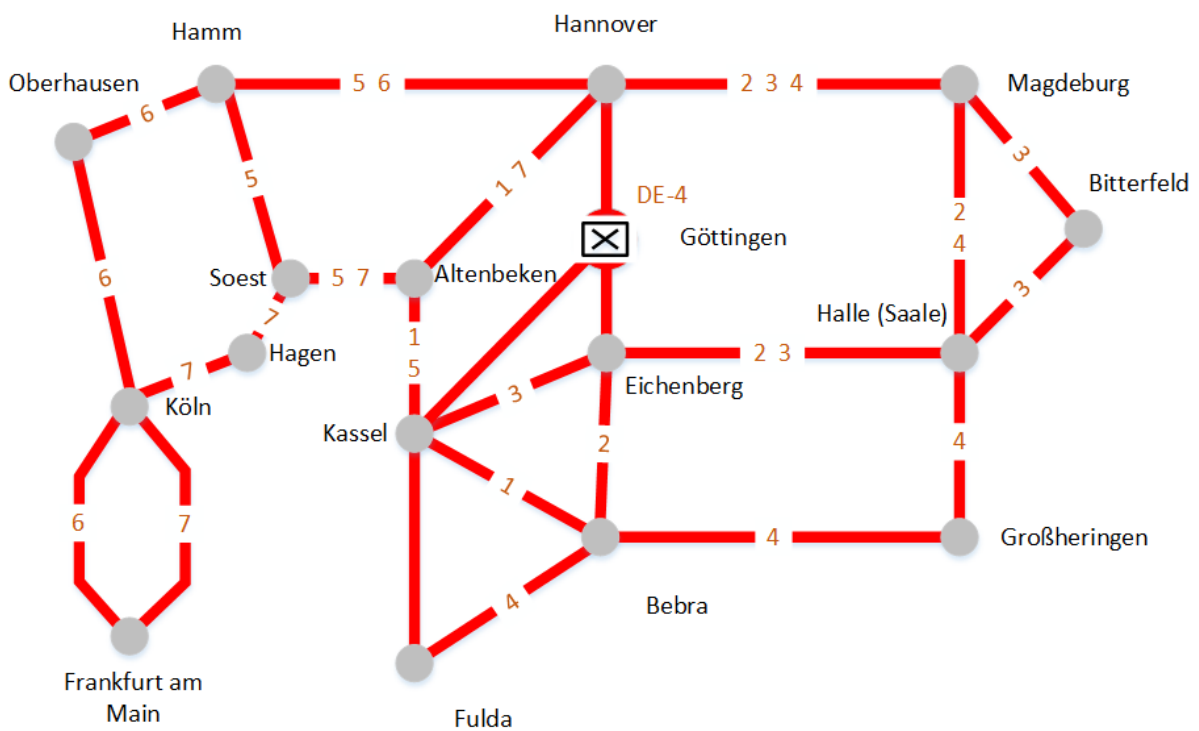 Hannover
Hamm
Oberhausen
5 6
2 3 4
Magdeburg
6
3
5
1 7
Bitterfeld
DE-4
2
4
Göttingen
6
Soest
5 7
Altenbeken
3
7
1
5
Halle (Saale)
Hagen
2 3
7
Eichenberg
3
Köln
Kassel
2
4
1
6
7
4
Großheringen
4
Bebra
Frankfurt am
Main
Fulda